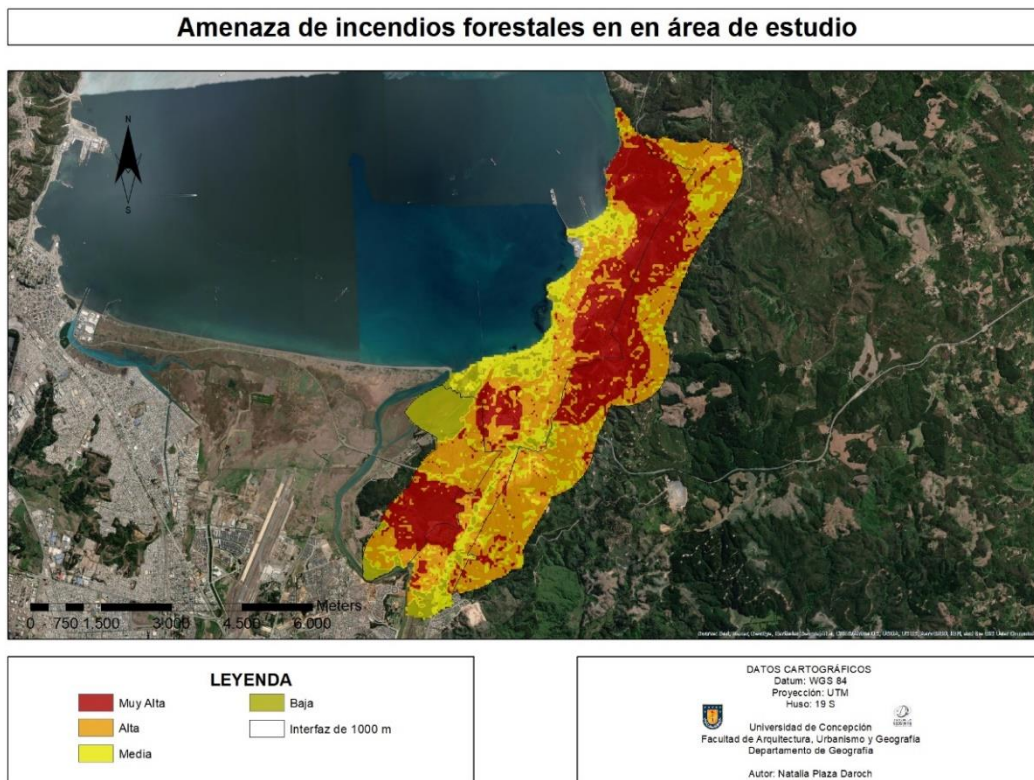 Amenaza de incendios forestales en en área de estudio
N
S
Meters
0 750 1.500 3.000 4.500 6.000
LEYENDA
Muy Alta
Alta
Media
Baja
Interfaz de 1000 m
DATOS CARTOGRÁFICOS
Datum: WGS 84
Proyección: UTM
Huso: 19 S
Universidad de Concepción
Facultad de Arquitectura, Urbanismo y Geografía
Departamento de Geografía
Autor: Natalia Plaza Daroch